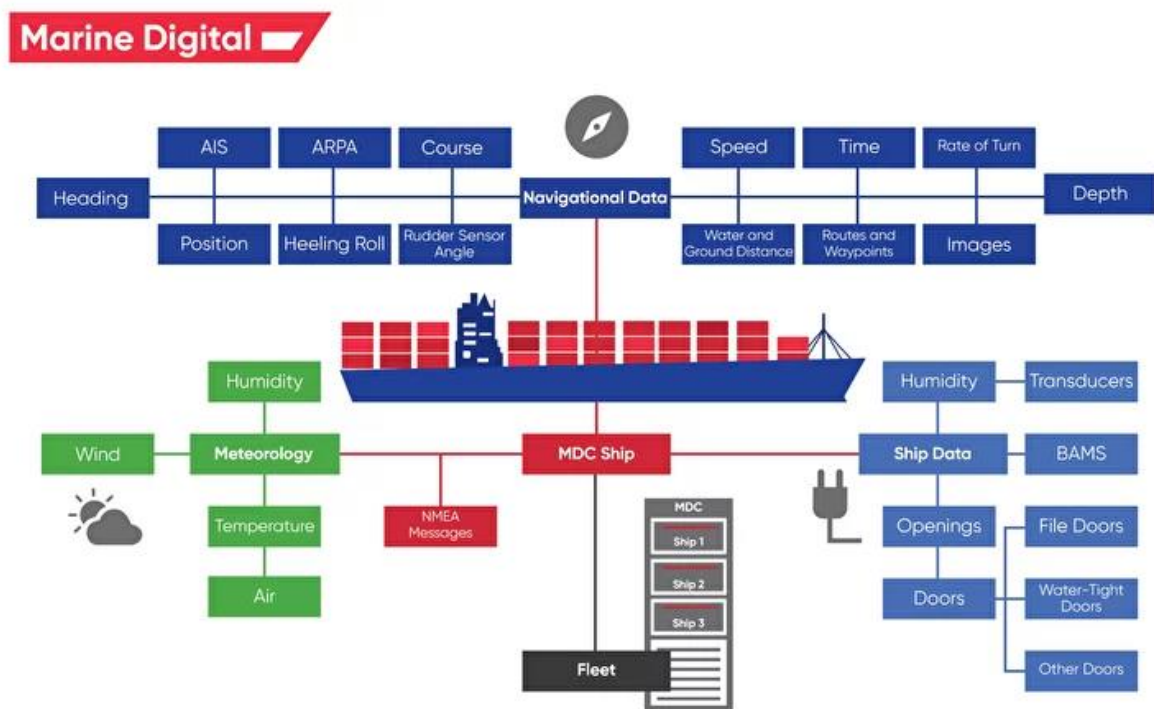 Marine Digital
AIS
ARPA
Course
Speed
Time
Rate of Turn
Heading
Navigational Data
Depth
Position
Heeling Roll
Rudder Sensor
Angle
Water and
Ground Distance
Routes and
Waypoints
Images
Humidity
Humidity
Transducers
Wind
Meteorology
MDC Ship
Ship Data
BAMS
NMEA
Messages
MDC
Ship 1
Ship 2
Ship 3
Temperature
Openings
File Doors
Air
Doors
Water-Tight
Doors
Fleet
Other Doors